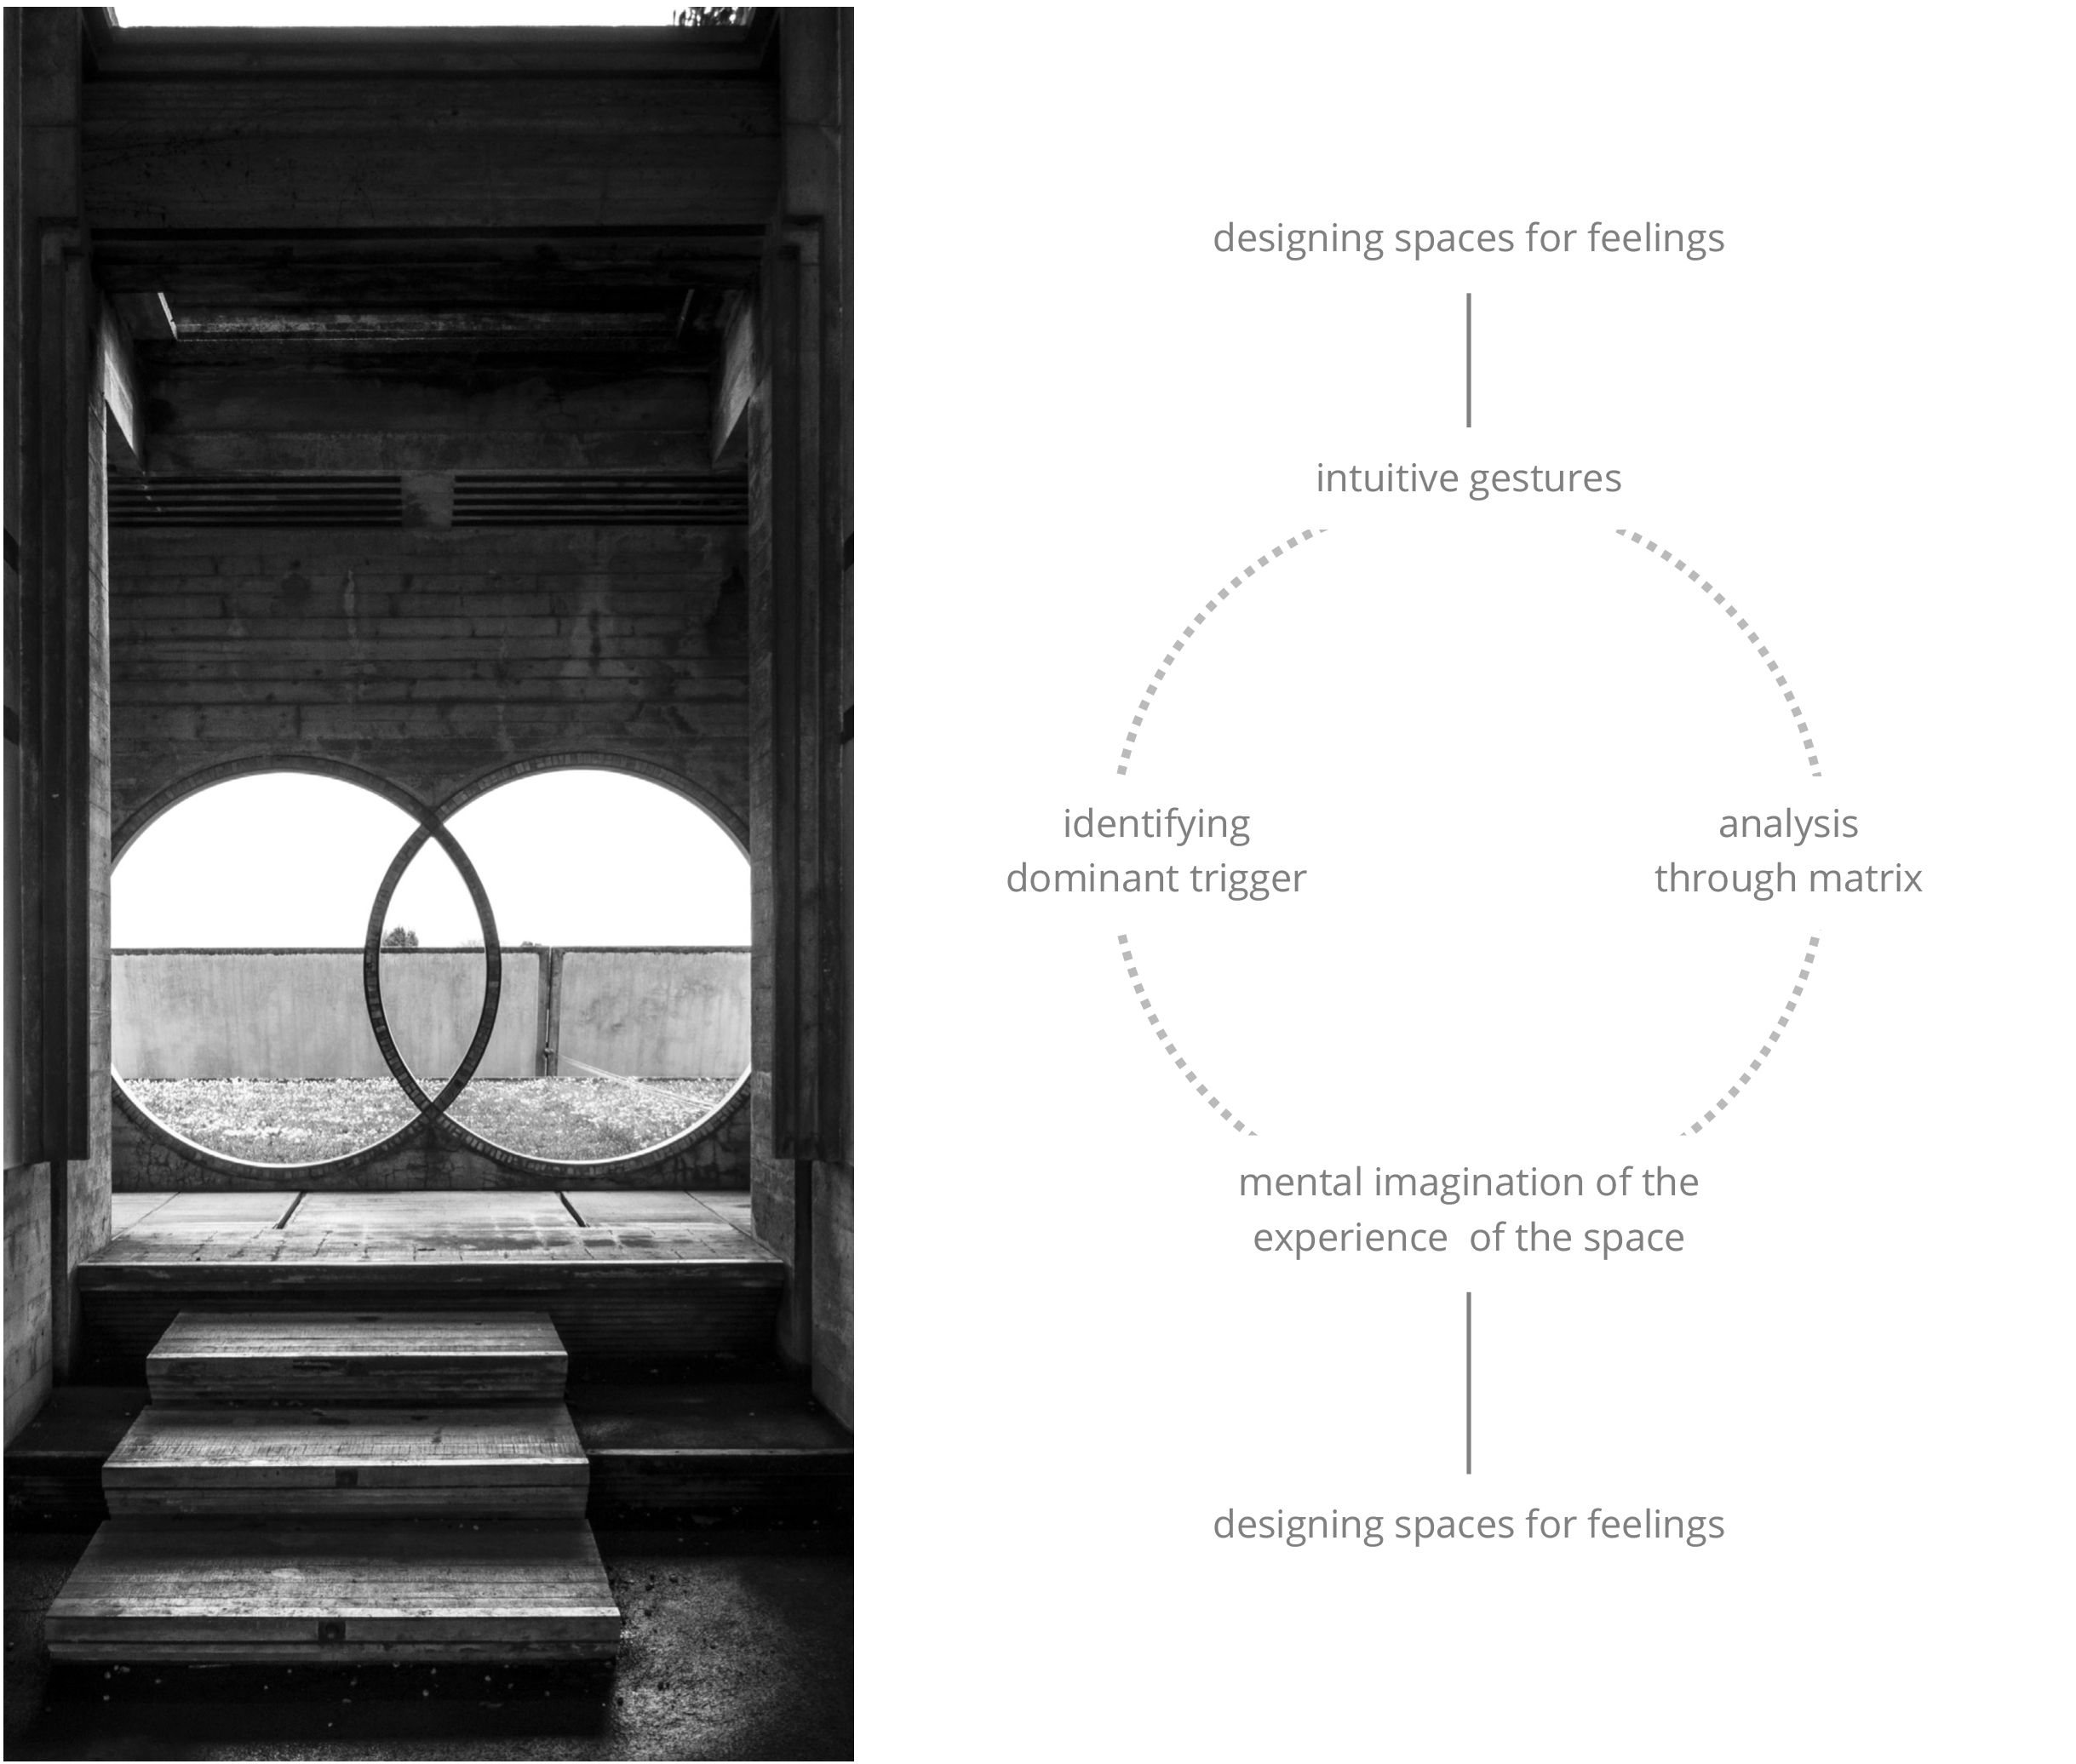 designing spaces for feelings
intuitive gestures
identifying
dominant trigger
analysis
through matrix
mental imagination of the
experience  of the space
designing spaces for feelings